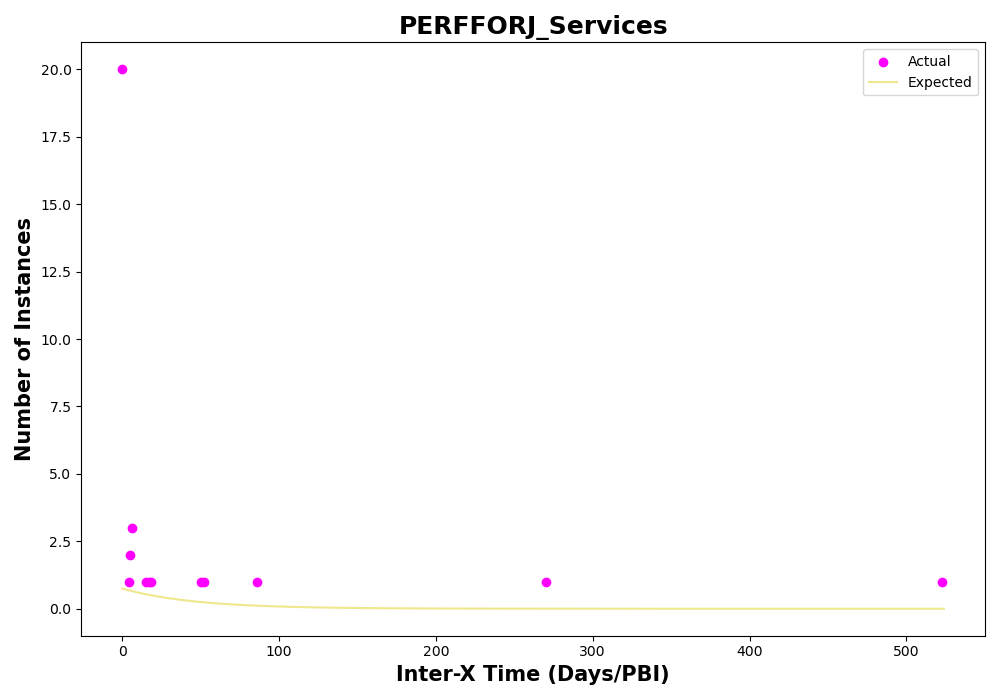 PERFFORJ_Services
Actual
Expected
Number of Instances
20.0
17.5
15.0
12.5
10.0
7.5
5.0
2.5
0.0
0 100 200 300 400 500
Inter-X Time (Days/PBI)